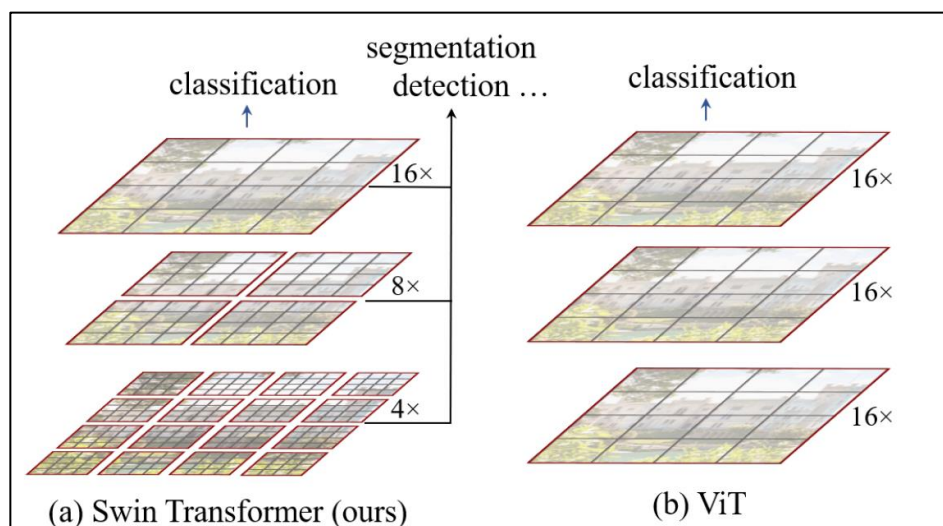 segmentation
classification
detection …
classification
16×
8×
4×
16×
16×
16×
(a) Swin Transformer (ours)
(b) ViT